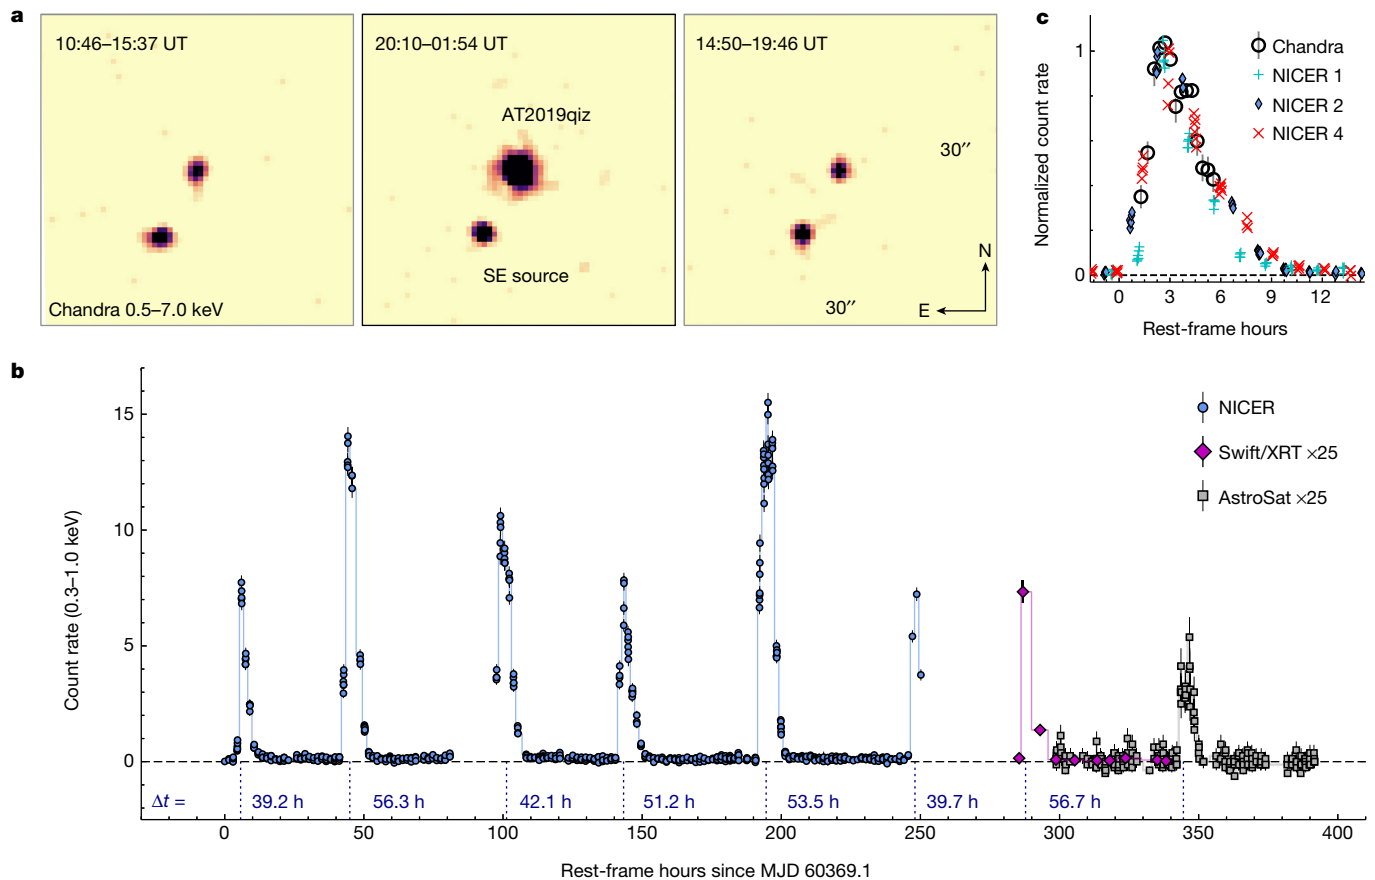 a
10:46–15:37 UT
20:10–01:54 UT
14:50–19:46 UT
AT2019qiz
SE source
Chandra 0.5–7.0 keV
30′′
30′′
N
E
c
Chandra
NICER 1
NICER 2
NICER 4
Normalized count rate
1
0
0 3 6 9 12
Rest-frame hours
b
NICER
Swift/XRT ×25
AstroSat ×25
Count rate (0.3–1.0 keV)
15
10
5
0
Δt = 39.2 h 56.3 h 42.1 h 51.2 h 53.5 h 39.7 h 56.7 h
0 50 100 150 200 250 300 350 400
Rest-frame hours since MJD 60369.1